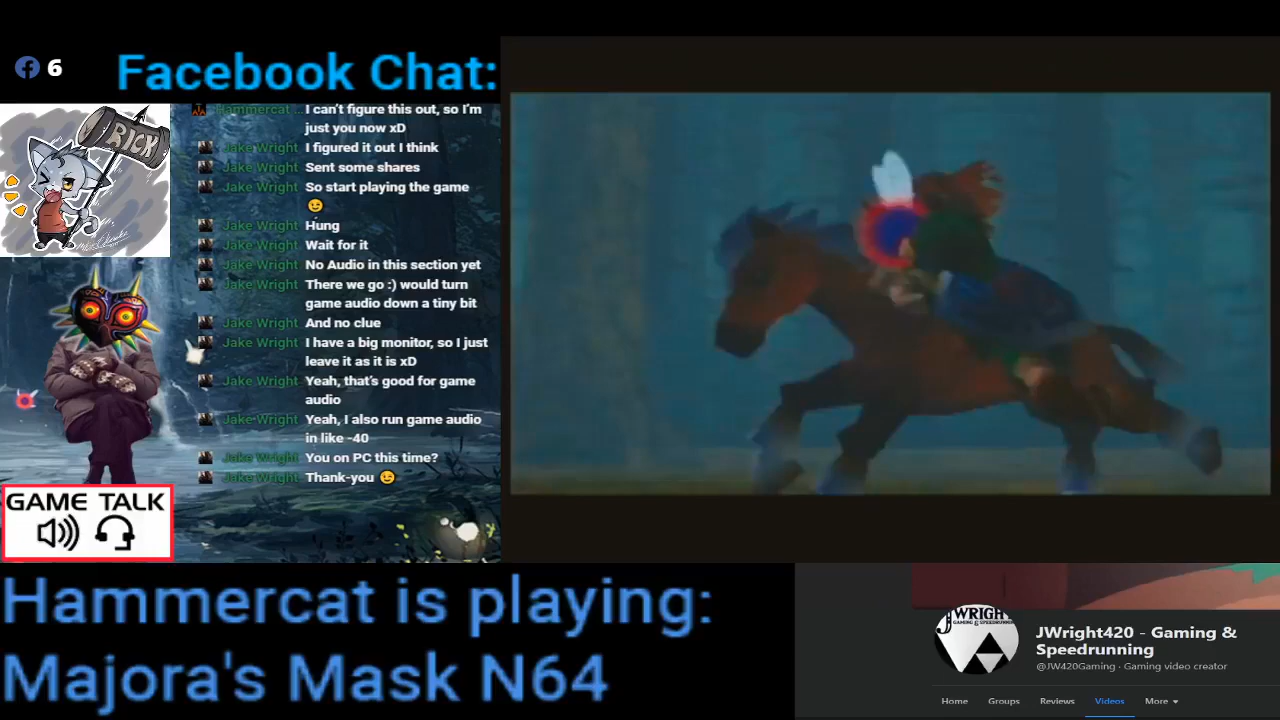 6
Facebook Chat:
RICK
Hammercat ... I can't figure this out, so I'm
just you now xD
Jake Wright I figured it out I think
Jake Wright Sent some shares
Jake Wright So start playing the game
😉
Jake Wright Hung
Jake Wright Wait for it
Jake Wright No Audio in this section yet
Jake Wright There we go :) would turn
game audio down a tiny bit
Jake Wright And no clue
Jake Wright I have a big monitor, so I just
leave it as it is xD
Jake Wright Yeah, that's good for game
audio
Jake Wright Yeah, I also run game audio
in like -40
Jake Wright You on PC this time?
Jake Wright Thank-you 😉
GAME TALK
Hammercat is playing:
Majora's Mask N64
JWRIGHT
GAMING & SPEEDRUNNING
JWright420 - Gaming &
Speedrunning
@JW420Gaming · Gaming video creator
Home Groups Reviews Videos More